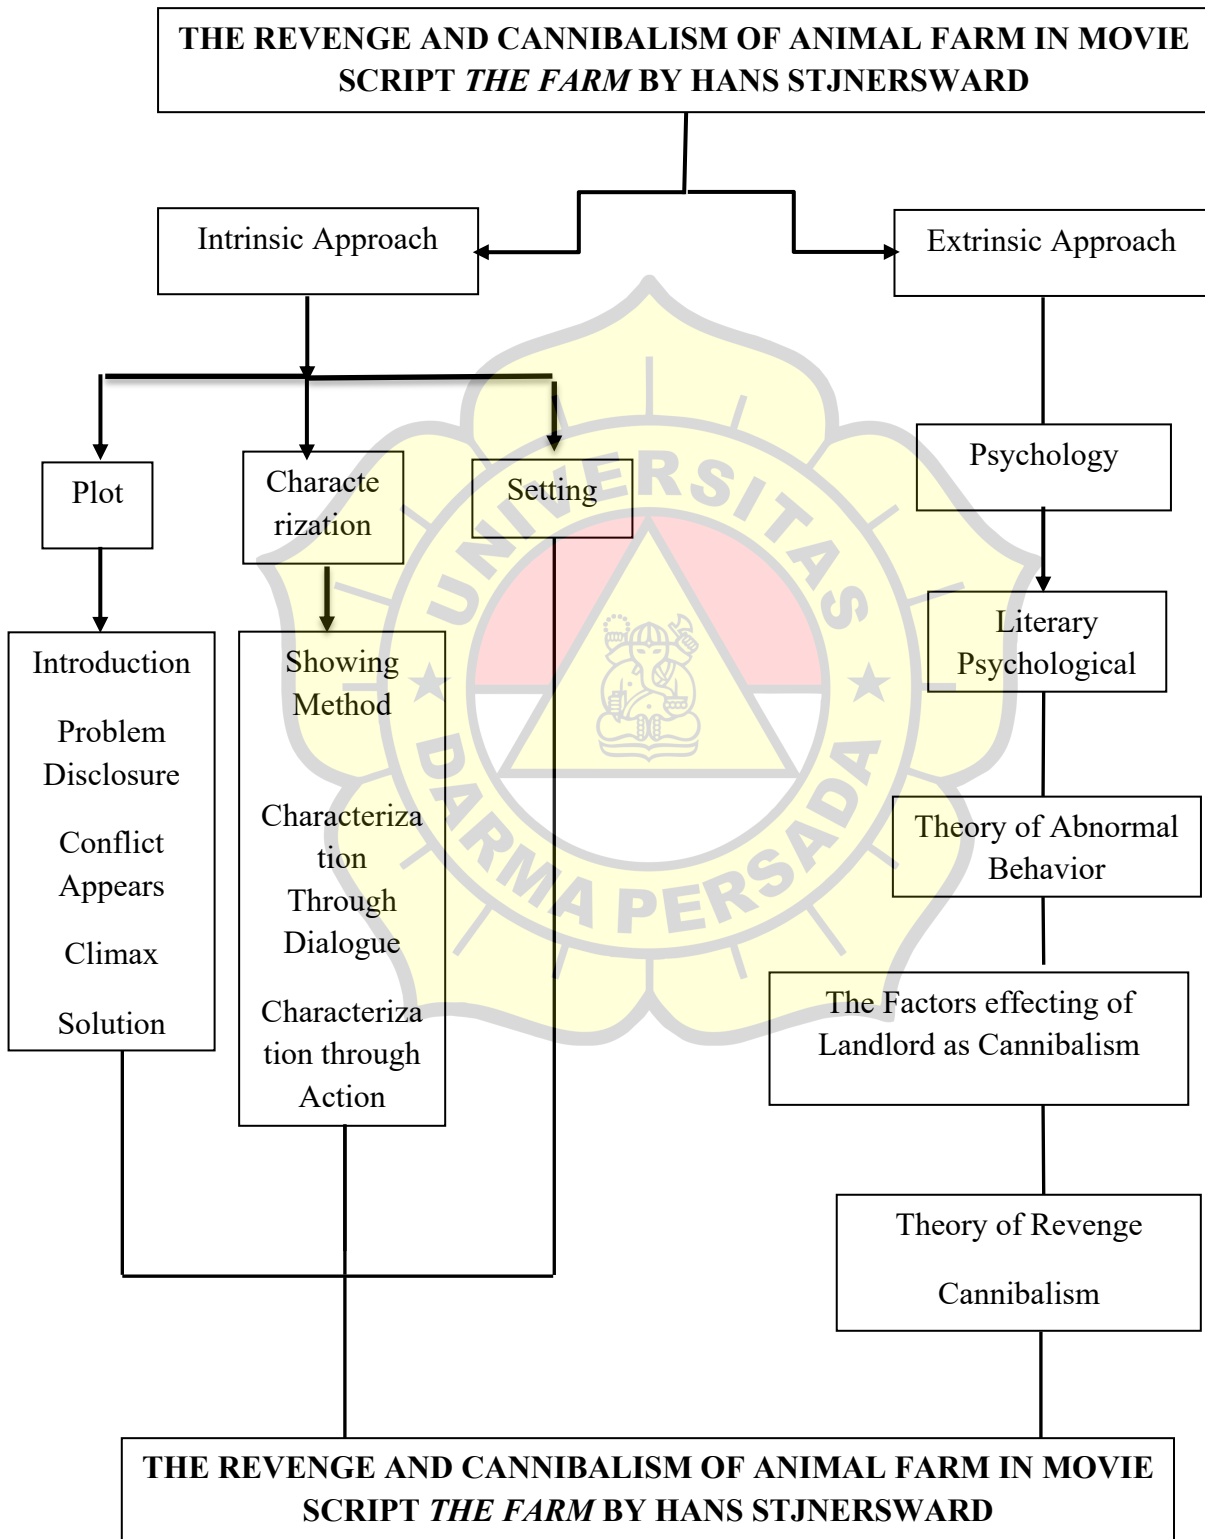 THE REVENGE AND CANNIBALISM OF ANIMAL FARM IN MOVIE
SCRIPT THE FARM BY HANS STJNERSWARD
Intrinsic Approach
Extrinsic Approach
Plot
Characte
rization
Setting
Psychology
Introduction
Problem
Disclosure
Conflict
Appears
Climax
Solution
Showing
Method
Characteriza
tion
Through
Dialogue
Characteriza
tion through
Action
Literary
Psychological
Theory of Abnormal
Behavior
The Factors effecting of
Landlord as Cannibalism
Theory of Revenge
Cannibalism
UNIVERSITAS
DARMA PERSADA
THE REVENGE AND CANNIBALISM OF ANIMAL FARM IN MOVIE
SCRIPT THE FARM BY HANS STJNERSWARD